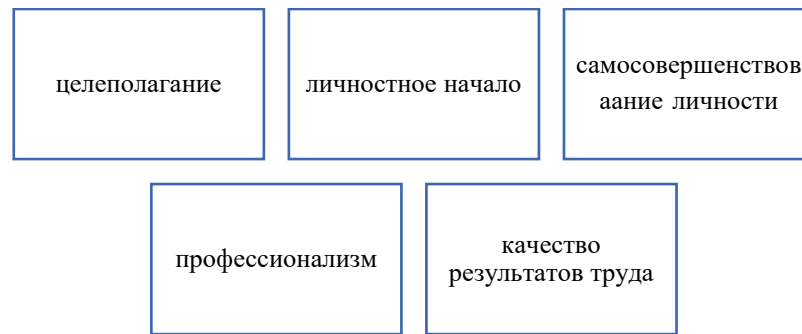 целеполагание
личностное начало
самосовершенствов
аание личности
профессионализм
качество
результатов труда